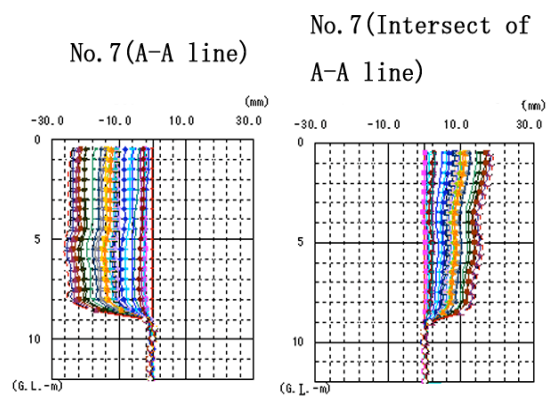 No.7(A-A line)
No.7(Intersect of
A-A line)
(mm)
-30.0 -10.0 10.0 30.0
0
5
10
(G.L.-m)
(mm)
-30.0 -10.0 10.0 30.0
0
5
10
(G.L.-m)